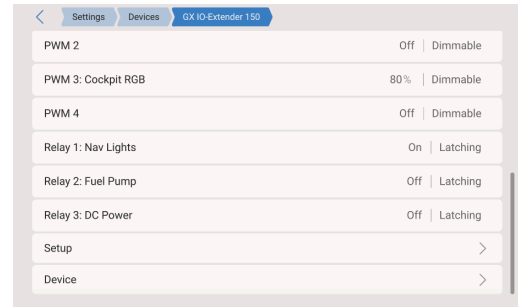 Settings Devices GX IO-Extender 150
PWM 2 Off Dimmable
PWM 3: Cockpit RGB 80% Dimmable
PWM 4 Off Dimmable
Relay 1: Nav Lights On Latching
Relay 2: Fuel Pump Off Latching
Relay 3: DC Power Off Latching
Setup
Device